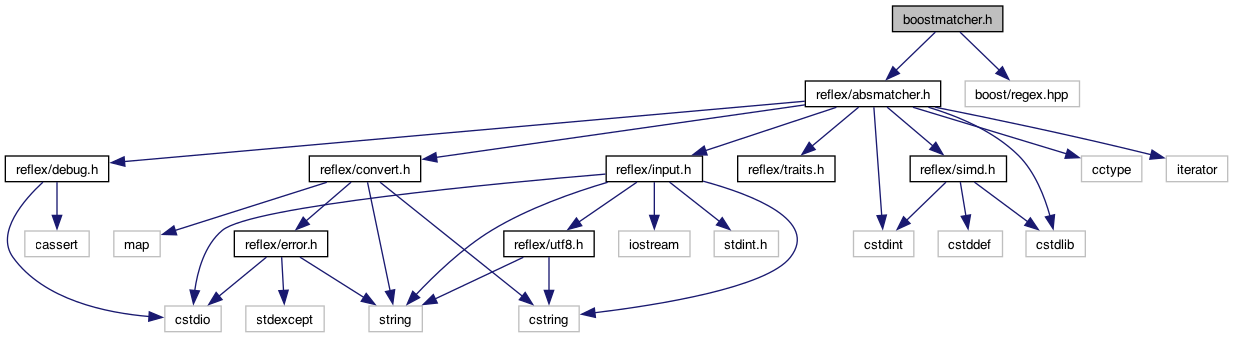 boostmatcher.h
reflex/absmatcher.h
boost/regex.hpp
reflex/debug.h
reflex/convert.h
reflex/input.h
reflex/traits.h
reflex/simd.h
cctype
iterator
cassert
map
reflex/error.h
reflex/utf8.h
iostream
stdint.h
cstdint
cstddef
cstdlib
cstdio
stdexcept
string
cstring